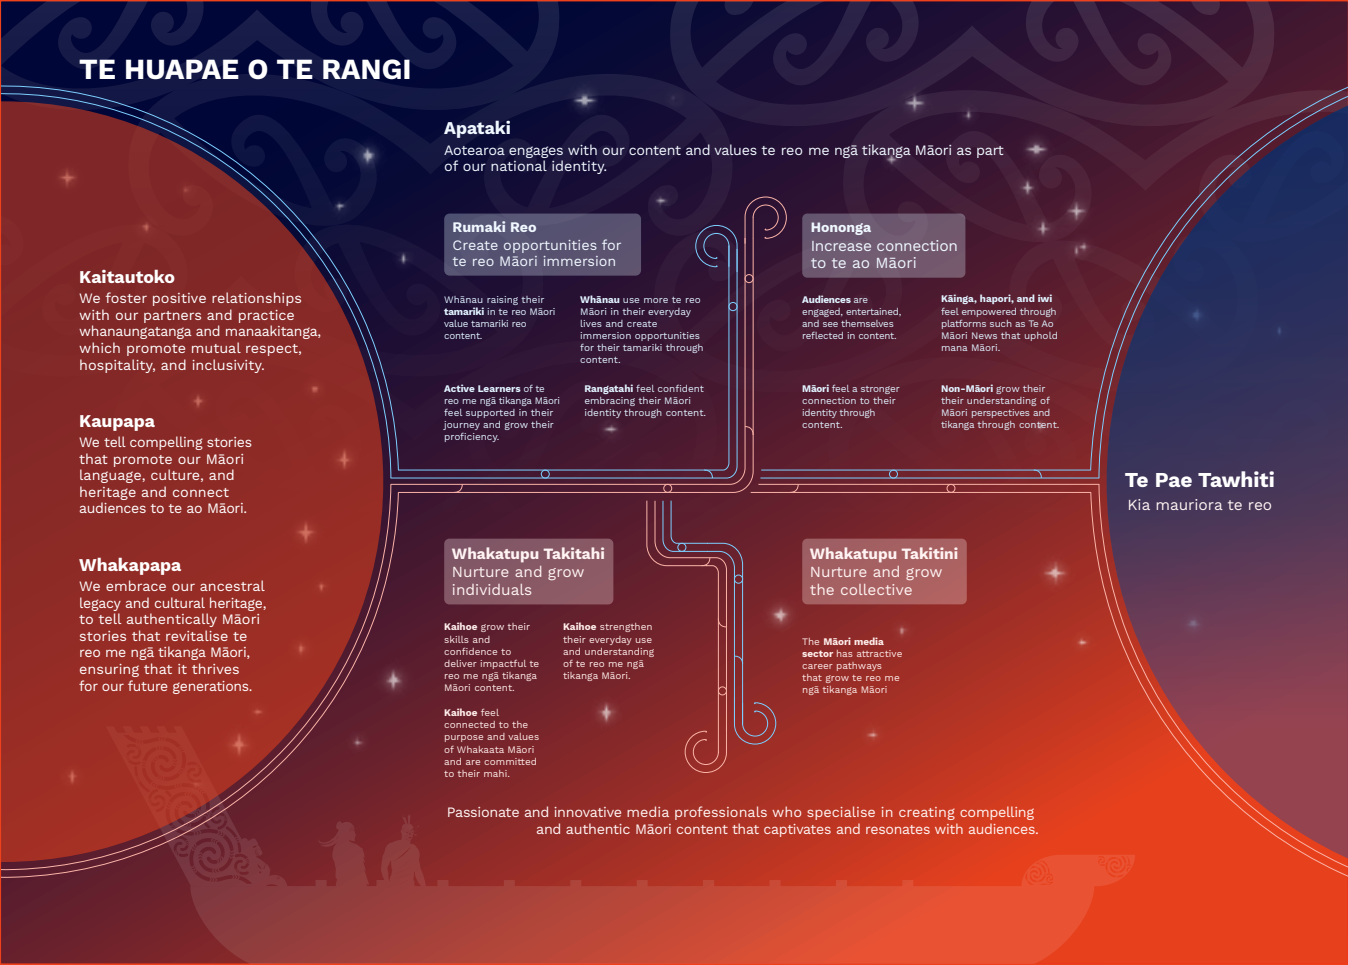 TE HUAPAE O TE RANGI
Kaitautoko
We foster positive relationships
with our partners and practice
whanaungatanga and manaakitanga,
which promote mutual respect,
hospitality, and inclusivity.
Kaupapa
We tell compelling stories
that promote our Māori
language, culture, and
heritage and connect
audiences to te ao Māori.
Whakapapa
We embrace our ancestral
legacy and cultural heritage,
to tell authentically Māori
stories that revitalise te
reo me ngā tikanga Māori,
ensuring that it thrives
for our future generations.
Apataki
Aotearoa engages with our content and values te reo me ngā tikanga Māori as part
of our national identity.
Rumaki Reo
Create opportunities for
te reo Māori immersion
Whānau raising their
tamariki in te reo Māori
value tamariki reo
content.
Whānau use more te reo
Māori in their everyday
lives and create
immersion opportunities
for their tamariki through
content.
Active Learners of te
reo me ngā tikanga Māori
feel supported in their
journey and grow their
proficiency.
Rangatahi feel confident
embracing their Māori
identity through content.
Hononga
Increase connection
to te ao Māori
Audiences are
engaged, entertained,
and see themselves
reflected in content.
Kāinga, hapori, and iwi
feel empowered through
platforms such as Te Ao
Māori News that uphold
mana Māori.
Māori feel a stronger
connection to their
identity through
content.
Non-Māori grow their
their understanding of
Māori perspectives and
tikanga through content.
Whakatupu Takitahi
Nurture and grow
individuals
Kaihoe grow their
skills and
confidence to
deliver impactful te
reo me ngā tikanga
Māori content.
Kaihoe strengthen
their everyday use
and understanding
of te reo me ngā
tikanga Māori.
Kaihoe feel
connected to the
purpose and values
of Whakaata Māori
and are committed
to their mahi.
Whakatupu Takitini
Nurture and grow
the collective
The Māori media
sector has attractive
career pathways
that grow te reo me
ngā tikanga Māori
Passionate and innovative media professionals who specialise in creating compelling
and authentic Māori content that captivates and resonates with audiences.
Te Pae Tawhiti
Kia mauriora te reo